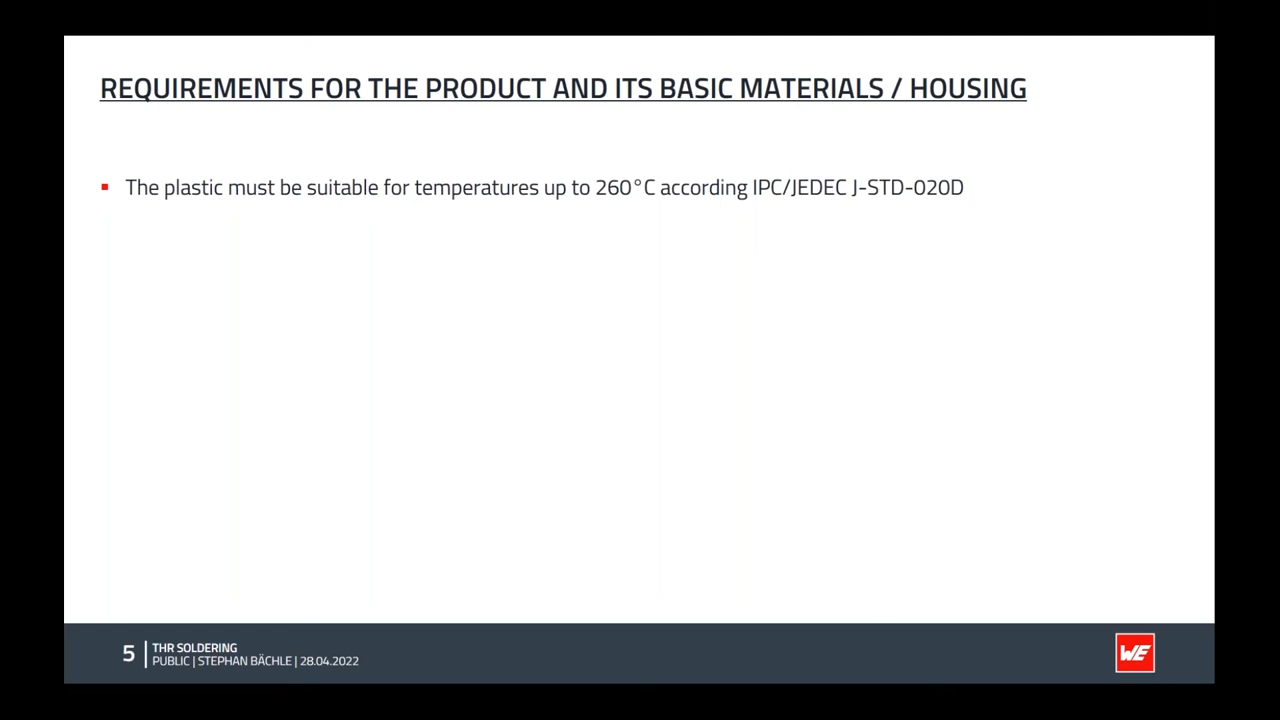 REQUIREMENTS FOR THE PRODUCT AND ITS BASIC MATERIALS / HOUSING
The plastic must be suitable for temperatures up to 260°C according IPC/JEDEC J-STD-020D
5
THR SOLDERING
PUBLIC | STEPHAN BÄCHLE | 28.04.2022
WE